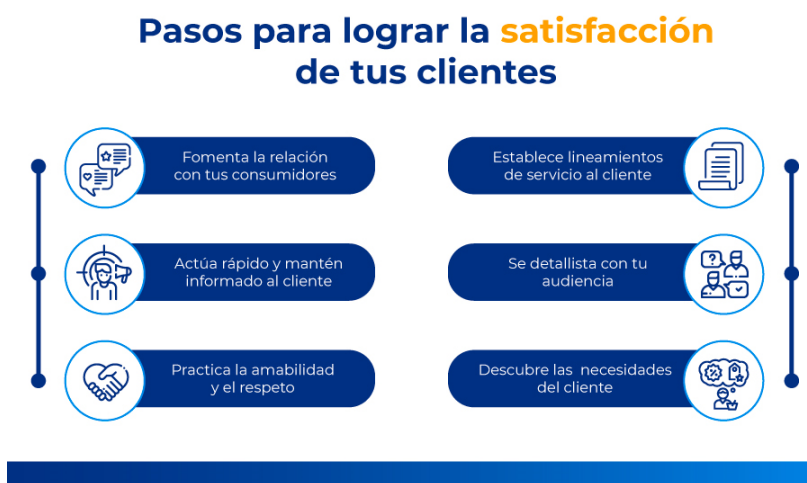 Pasos para lograr la satisfacción
de tus clientes
Fomenta la relación
con tus consumidores
Actúa rápido y mantén
informado al cliente
Practica la amabilidad
y el respeto
Establece lineamientos
de servicio al cliente
Se detallista con tu
audiencia
Descubre las necesidades
del cliente